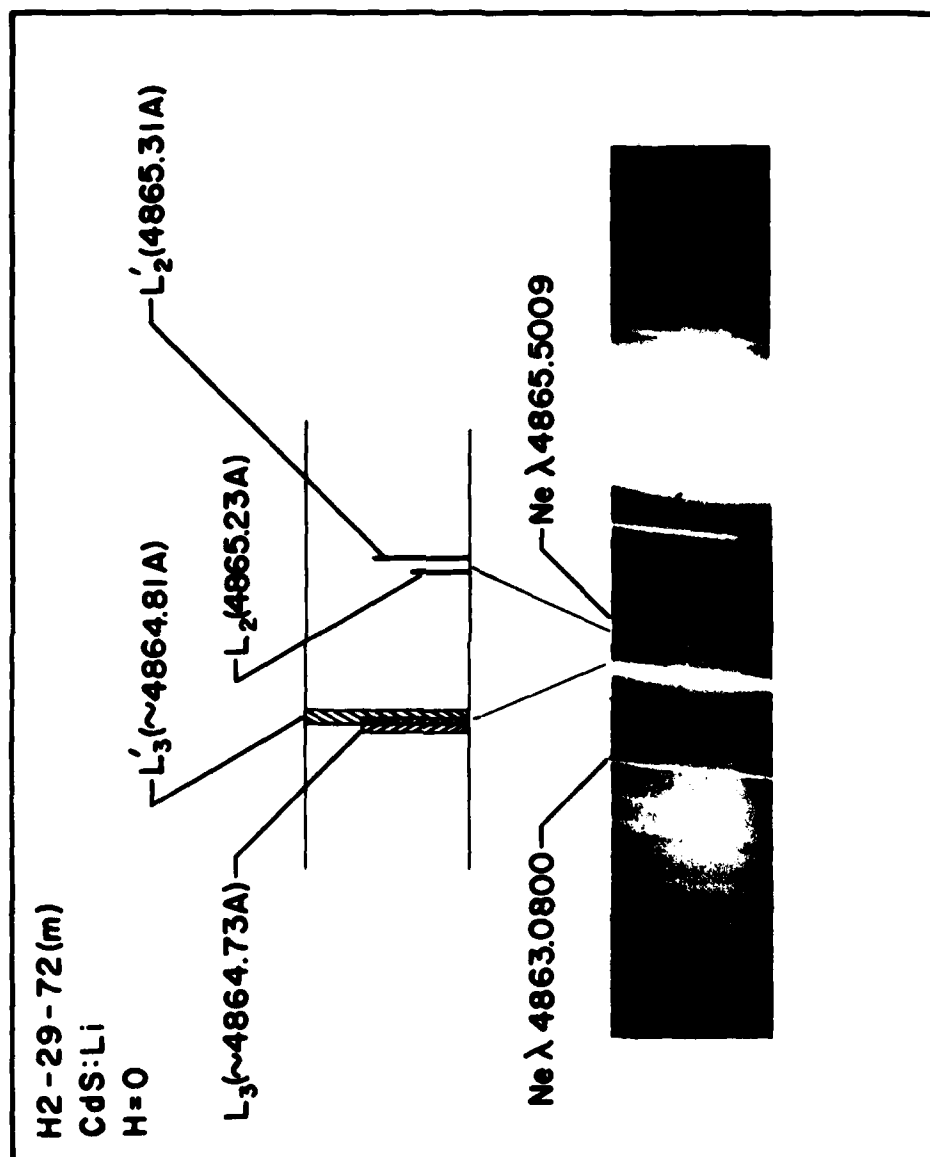 H2-29-72(m)
CdS:Li
H=0
L₃(~4864.73A)
L′₃(~4864.81A)
L₂(4865.23A)
L′₂(4865.31A)
Ne λ 4863.0800
Ne λ 4865.5009